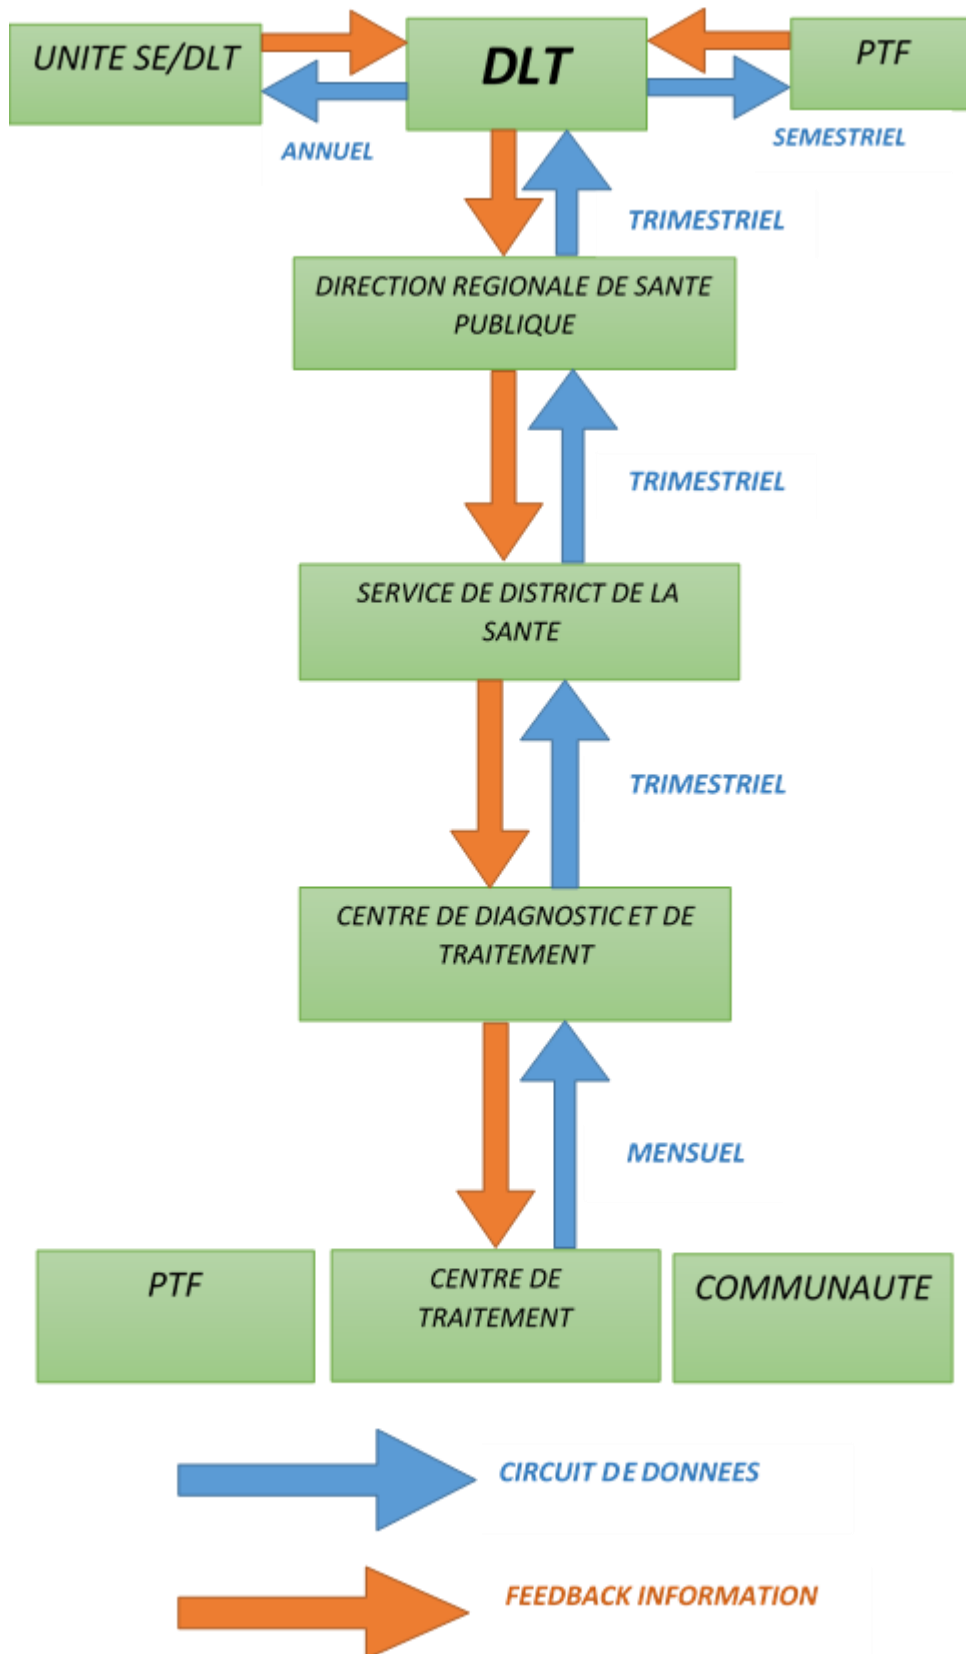 UNITE SE/DLT
DLT
PTF
ANNUEL
SEMESTRIEL
TRIMESTRIEL
DIRECTION REGIONALE DE SANTE
PUBLIQUE
TRIMESTRIEL
SERVICE DE DISTRICT DE LA
SANTE
TRIMESTRIEL
CENTRE DE DIAGNOSTIC ET DE
TRAITEMENT
MENSUEL
PTF
CENTRE DE
TRAITEMENT
COMMUNAUTE
CIRCUIT DE DONNEES
FEEDBACK INFORMATION